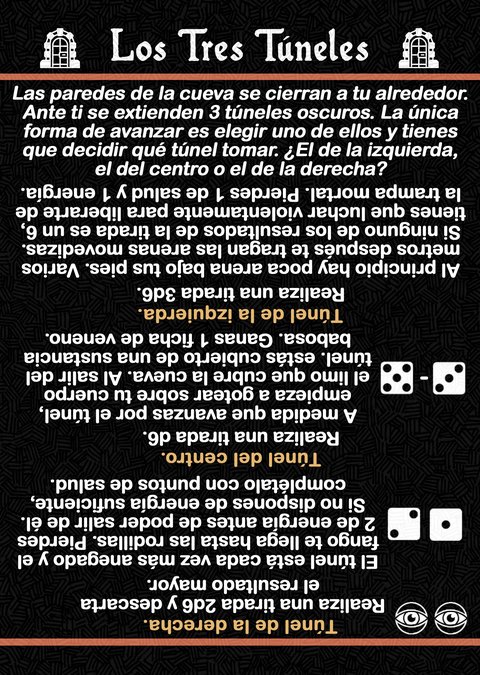 Los Tres Túneles
Las paredes de la cueva se cierran a tu alrededor.
Ante ti se extienden 3 túneles oscuros. La única
forma de avanzar es elegir uno de ellos y tienes
que decidir qué túnel tomar. ¿El de la izquierda,
el del centro o el de la derecha?
Túnel de la derecha.
Realiza una tirada 2d6 y descarta
el resultado mayor.
El túnel está cada vez más anegado y el
fango te llega hasta las rodillas. Pierdes
2 de energía antes de poder salir de él.
Si no dispones de energía suficiente,
complétalo con puntos de salud.
Túnel del centro.
Realiza una tirada d6.
A medida que avanzas por el túnel,
empieza a gotear sobre tu cuerpo
el limo que cubre la cueva. Al salir del
túnel. estás cubierto de una sustancia
babosa. Ganas 1 ficha de veneno.
Túnel de la izquierda.
Realiza una tirada 3d6.
Al principio hay poca arena bajo tus pies. Varios
metros después te tragan las arenas movedizas.
Si ninguno de los resultados de la tirada es un 6,
tienes que luchar violentamente para liberarte de
la trampa mortal. Pierdes 1 de salud y 1 energía.